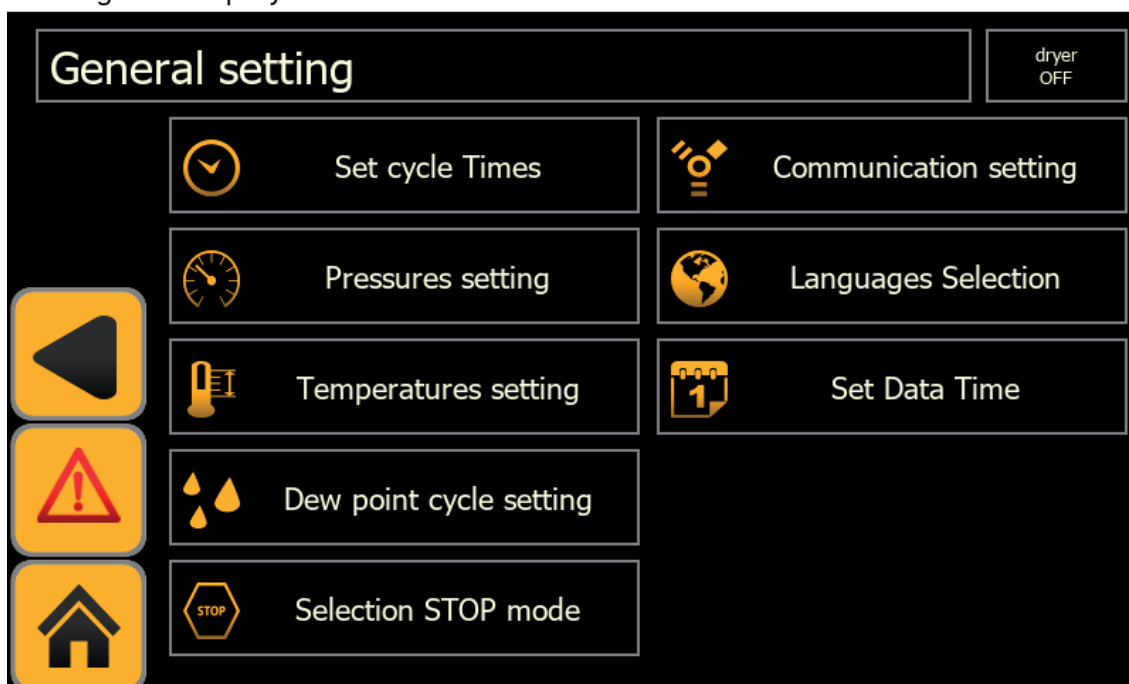 General setting
dryer
OFF
Set cycle Times
Communication setting
Pressures setting
Languages Selection
Temperatures setting
1
Set Data Time
Dew point cycle setting
STOP
Selection STOP mode